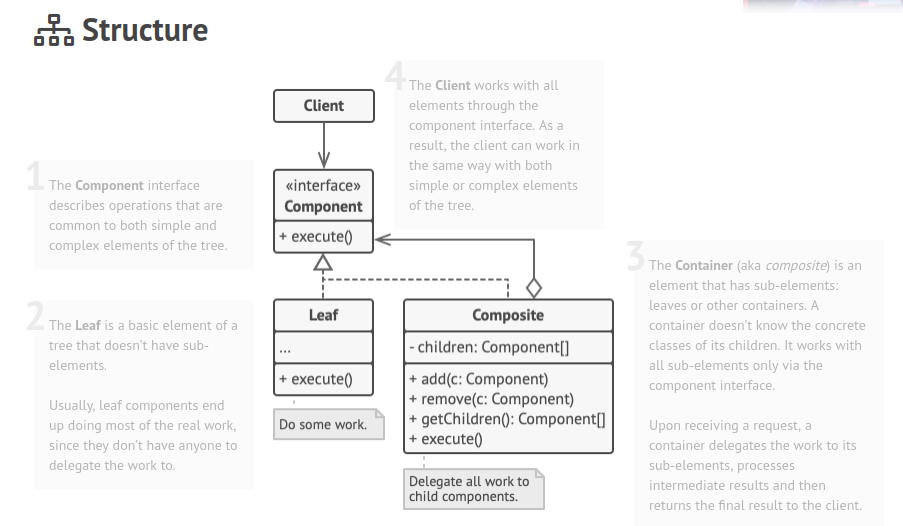 Structure
4
The Client works with all
elements through the
component interface. As a
result, the client can work in
the same way with both
simple or complex elements
of the tree.
Client
1
The Component interface
describes operations that are
common to both simple and
complex elements of the tree.
«interface»
Component
+ execute()
3
The Container (aka composite) is an
element that has sub-elements:
leaves or other containers. A
container doesn't know the concrete
classes of its children. It works with
all sub-elements only via the
component interface.
Upon receiving a request, a
container delegates the work to its
sub-elements, processes
intermediate results and then
returns the final result to the client.
2
The Leaf is a basic element of a
tree that doesn't have sub-
elements.
Usually, leaf components end
up doing most of the real work,
since they don't have anyone to
delegate the work to.
Leaf
...
+ execute()
Do some work.
Composite
- children: Component[]
+ add(c: Component)
+ remove(c: Component)
+ getChildren(): Component[]
+ execute()
Delegate all work to
child components.